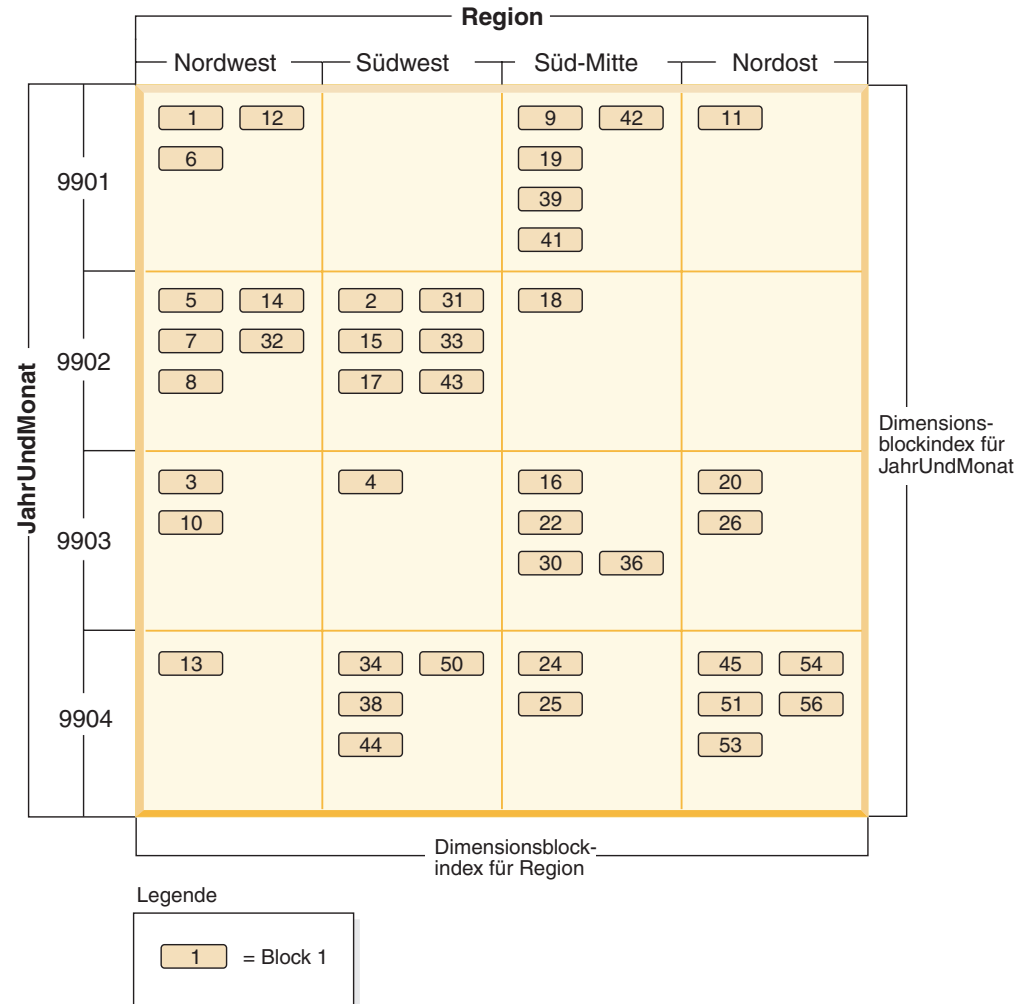 Region
Nordwest Südwest Süd-Mitte Nordost
1 12 9 42 11
6 19
9901
39
41
5 14 2 31 18
7 32 15 33
9902
8 17 43
JahrUndMonat
Dimensions-
blockindex für
JahrUndMonat
3 4 16 20
10 22 26
9903
30 36
13 34 50 24 45 54
38 25 51 56
9904
44 53
Dimensionsblock-
index für Region
Legende
1 = Block 1